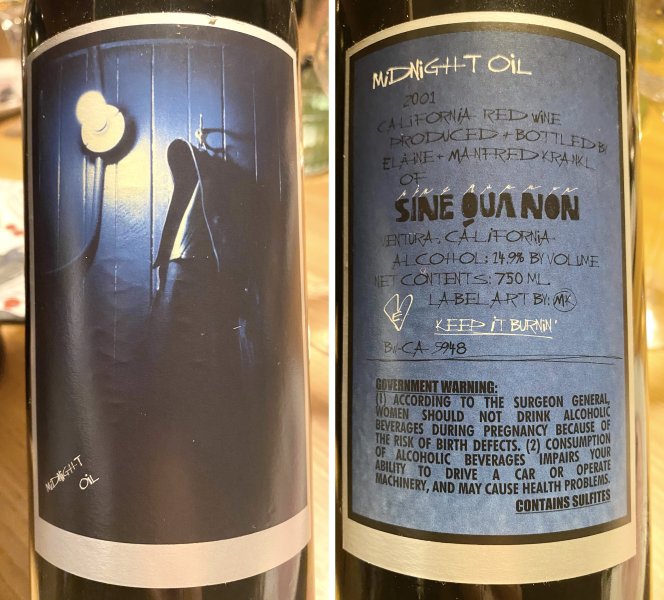 MiDNiGHT
OiL
MiDNiGHT OiL
2001
CALiFORNiA RED WiNE
PRODUCED + BOTTLED BY
ELAiNE + MANFRED KRANKL
OF
SINE QUA NON
SINE QUA NON
VENTURA, CALiFORNiA
ALCOHOL: 14.9% BY VOLUME
NET CONTENTS: 750 ML
LABEL ART BY: MK
E
KEEP iT BURNiN'
BW-CA 5948
GOVERNMENT WARNING:
(1) ACCORDING TO THE SURGEON GENERAL,
WOMEN SHOULD NOT DRINK ALCOHOLIC
BEVERAGES DURING PREGNANCY BECAUSE OF
THE RISK OF BIRTH DEFECTS. (2) CONSUMPTION
OF ALCOHOLIC BEVERAGES IMPAIRS YOUR
ABILITY TO DRIVE A CAR OR OPERATE
MACHINERY, AND MAY CAUSE HEALTH PROBLEMS.
CONTAINS SULFITES